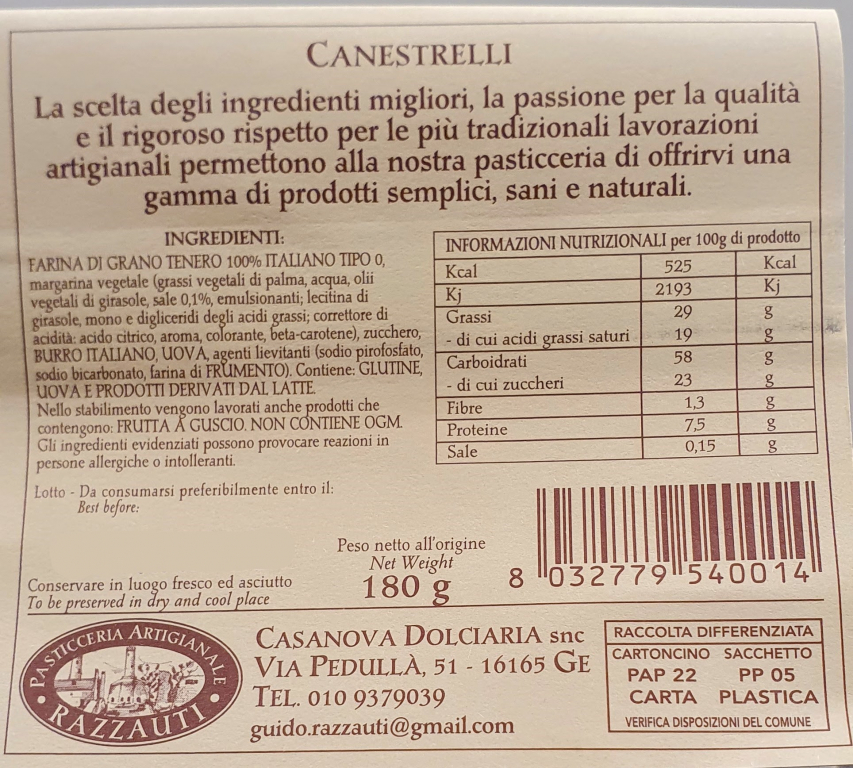 CANESTRELLI
La scelta degli ingredienti migliori, la passione per la qualità
e il rigoroso rispetto per le più tradizionali lavorazioni
artigianali permettono alla nostra pasticceria di offrirvi una
gamma di prodotti semplici, sani e naturali.
INGREDIENTI:
FARINA DI GRANO TENERO 100% ITALIANO TIPO 0,
margarina vegetale (grassi vegetali di palma, acqua, olii
vegetali di girasole, sale 0,1%, emulsionanti; lecitina di
girasole, mono e digliceridi degli acidi grassi; correttore di
acidità: acido citrico, aroma, colorante, beta-carotene), zucchero,
BURRO ITALIANO, UOVA, agenti lievitanti (sodio pirofosfato,
sodio bicarbonato, farina di FRUMENTO). Contiene: GLUTINE,
UOVA E PRODOTTI DERIVATI DAL LATTE.
Nello stabilimento vengono lavorati anche prodotti che
contengono: FRUTTA A GUSCIO. NON CONTIENE OGM.
Gli ingredienti evidenziati possono provocare reazioni in
persone allergiche o intolleranti.
INFORMAZIONI NUTRIZIONALI per 100g di prodotto
Kcal 525 Kcal
Kj 2193 Kj
Grassi 29 g
- di cui acidi grassi saturi 19 g
Carboidrati 58 g
- di cui zuccheri 23 g
Fibre 1,3 g
Proteine 7,5 g
Sale 0,15 g
Lotto - Da consumarsi preferibilmente entro il:
Best before:
Peso netto all'origine
Net Weight
180 g
Conservare in luogo fresco ed asciutto
To be preserved in dry and cool place
8 032779 540014
PASTICCERIA ARTIGIANALE
RAZZAUTI
CASANOVA DOLCIARIA snc
VIA PEDULLÀ, 51 - 16165 GE
TEL. 010 9379039
guido.razzauti@gmail.com
RACCOLTA DIFFERENZIATA
CARTONCINO SACCHETTO
PAP 22 PP 05
CARTA PLASTICA
VERIFICA DISPOSIZIONI DEL COMUNE